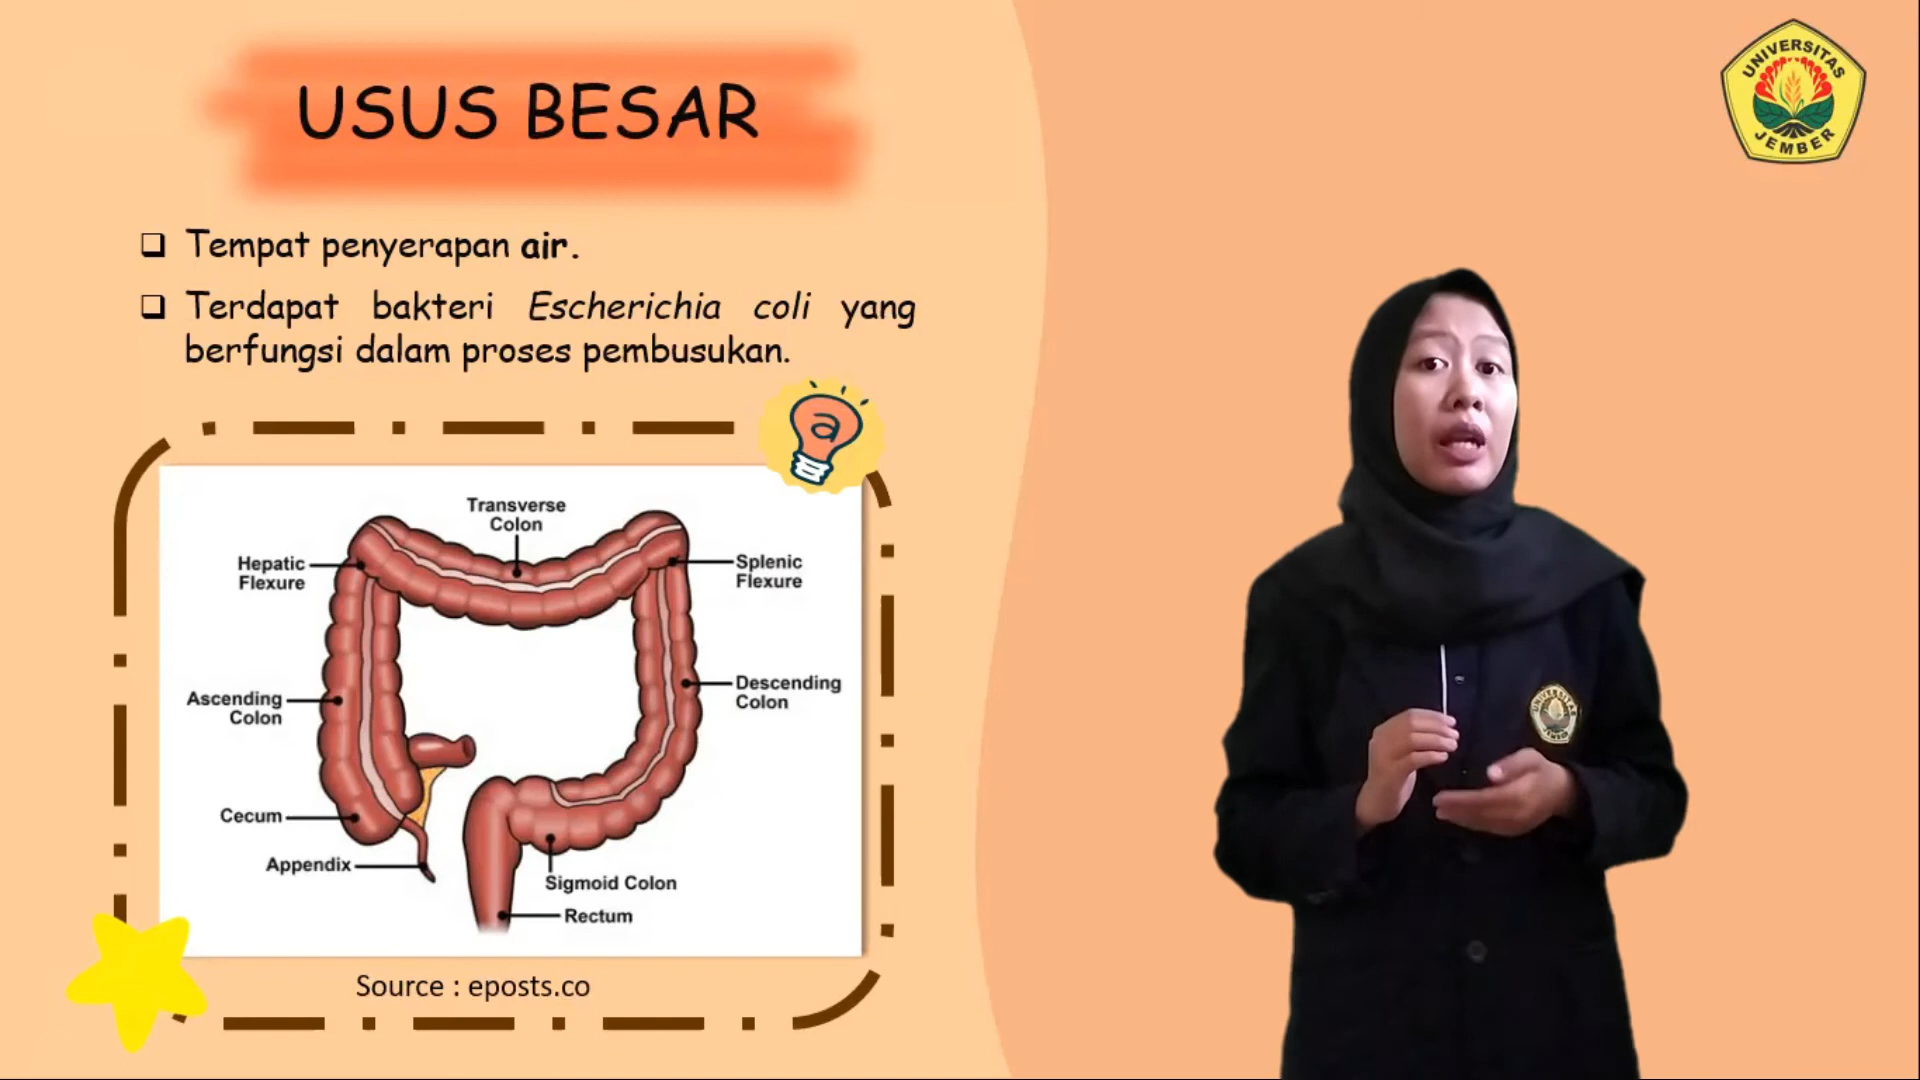 USUS BESAR
UNIVERSITAS
JEMBER
Tempat penyerapan air.
Terdapat bakteri Escherichia coli yang
berfungsi dalam proses pembusukan.
a
Transverse
Colon
Hepatic
Flexure
Splenic
Flexure
Ascending
Colon
Descending
Colon
Cecum
Appendix
Sigmoid Colon
Rectum
Source : eposts.co
UNIVERSITAS